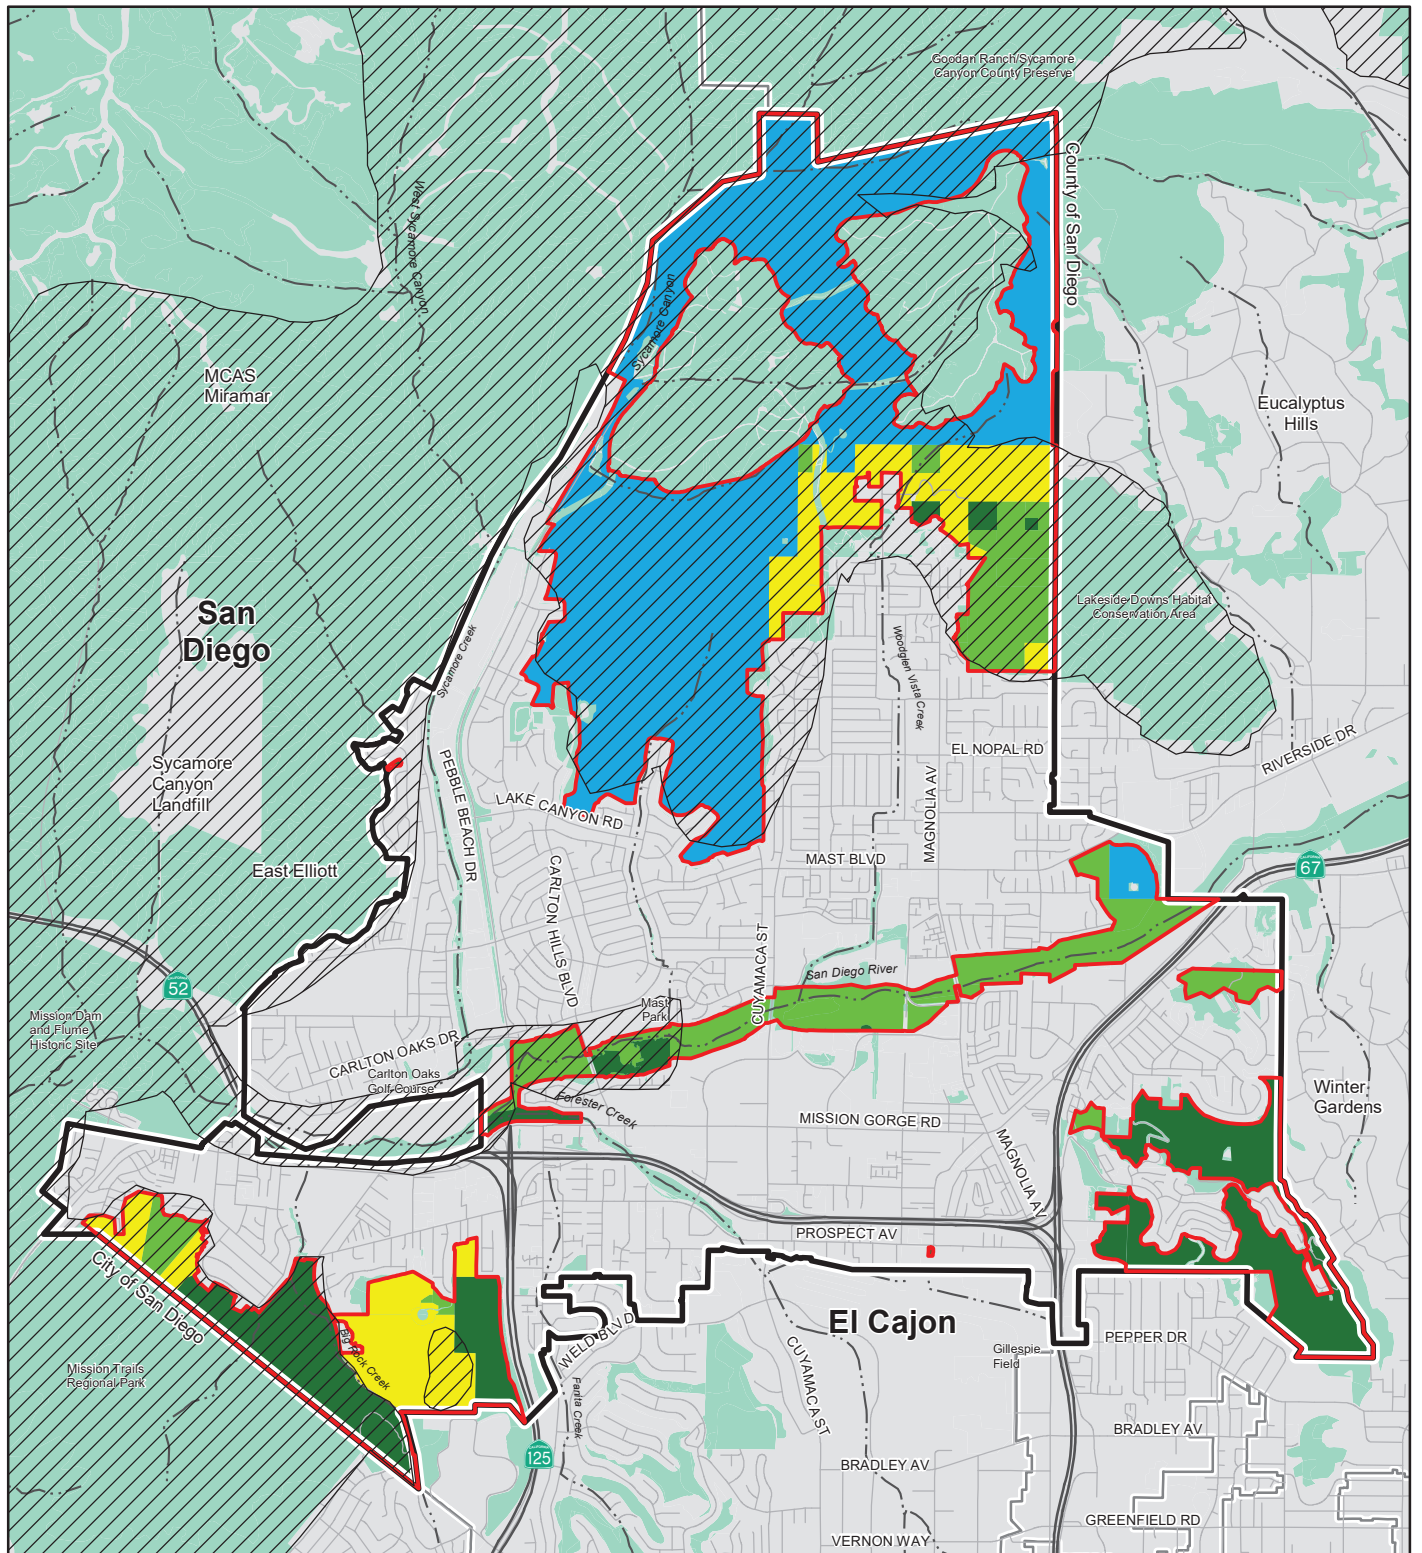 Goodan Ranch/Sycamore
Canyon County Preserve
County of San Diego
West Sycamore Canyon
Sycamore Canyon
MCAS
Miramar
Eucalyptus
Hills
San
Diego
Lakeside Downs Habitat
Conservation Area
Sycamore Creek
Woodglen Vista Creek
EL NOPAL RD
RIVERSIDE DR
Sycamore
Canyon
Landfill
PEBBLE BEACH DR
LAKE CANYON RD
MAGNOLIA AV
MAST BLVD
East Elliott
CALIFORNIA
67
CARLTON HILLS BLVD
CUYAMACA ST
San Diego River
CALIFORNIA
52
Mast
Park
Mission Dam
and Flume
Historic Site
CARLTON OAKS DR
Carlton Oaks
Golf Course
Forester Creek
Winter
Gardens
MISSION GORGE RD
MAGNOLIA AV
PROSPECT AV
City of San Diego
El Cajon
WELD BLVD
PEPPER DR
Gillespie
Field
Big Rock Creek
CUYAMACA ST
Mission Trails
Regional Park
Fanita Creek
BRADLEY AV
CALIFORNIA
125
BRADLEY AV
GREENFIELD RD
VERNON WAY